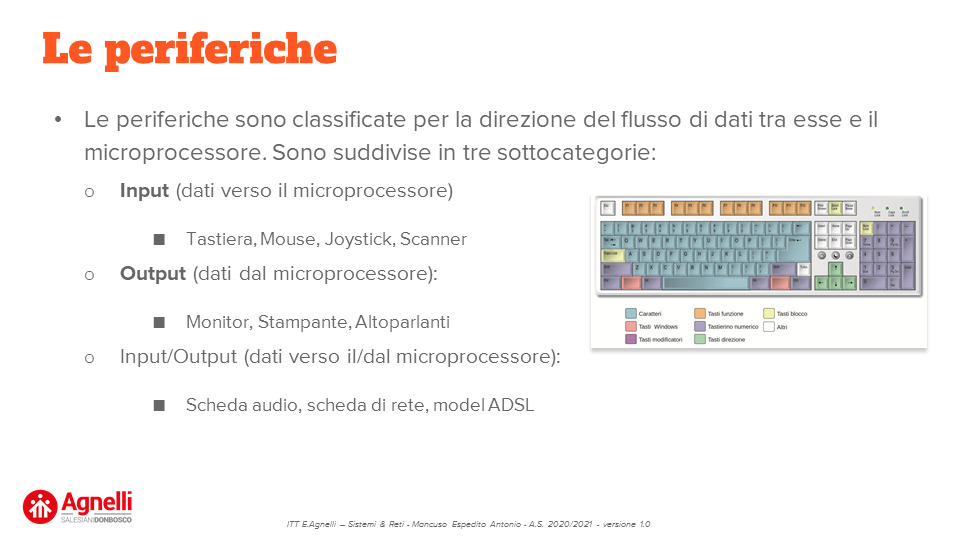 Le periferiche
• Le periferiche sono classificate per la direzione del flusso di dati tra esse e il
microprocessore. Sono suddivise in tre sottocategorie:
o Input (dati verso il microprocessore)
■ Tastiera, Mouse, Joystick, Scanner
o Output (dati dal microprocessore):
■ Monitor, Stampante, Altoparlanti
o Input/Output (dati verso il/dal microprocessore):
■ Scheda audio, scheda di rete, model ADSL
Caratteri Tasti funzione Tasti blocco
Tasti Windows Tastierino numerico Altri
Tasti modificatori Tasti direzione
Agnelli
SALESIANI DONBOSCO
ITT E.Agnelli – Sistemi & Reti - Mancuso Espedito Antonio - A.S. 2020/2021 - versione 1.0